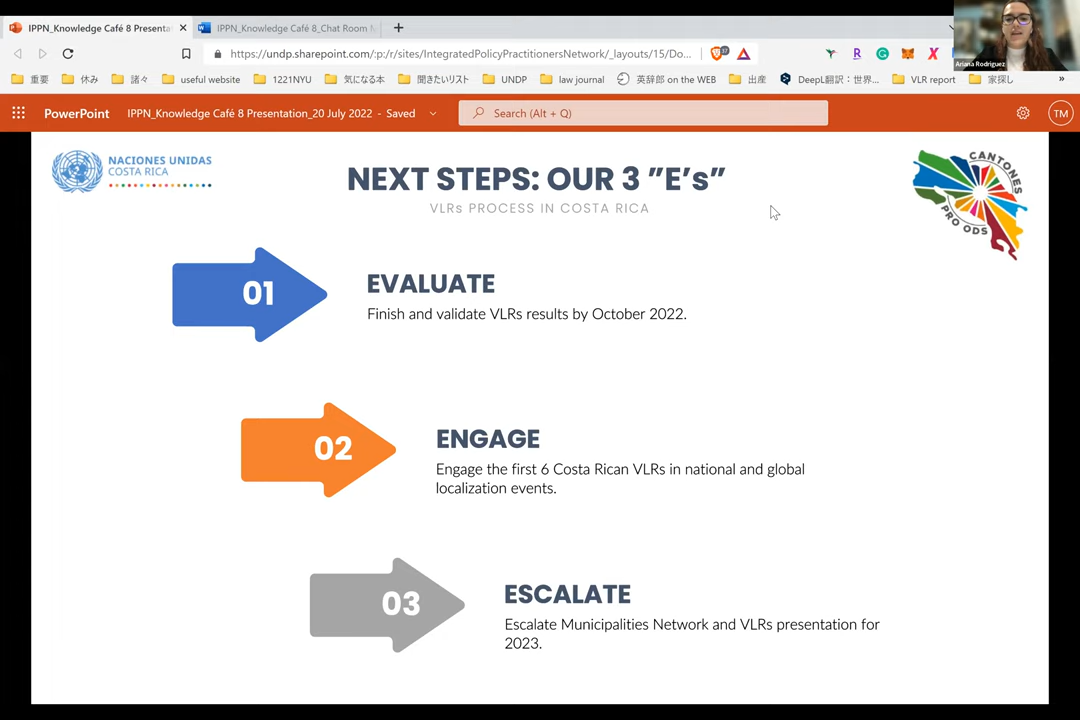 IPPN_Knowledge Café 8 Presenta
IPPN_Knowledge Café 8_Chat Room
https://undp.sharepoint.com/:p:/r/sites/IntegratedPolicyPractitionersNetwork/_layouts/15/Do...
37
Ariana Rodriguez
重要
休み
諸々
useful website
1221NYU
気になる本
聞きたいリスト
UNDP
law journal
英辞郎 on the WEB
出産
DeepL翻訳：世界...
VLR report
家探し
»
PowerPoint
IPPN_Knowledge Café 8 Presentation_20 July 2022 - Saved
Search (Alt + Q)
TM
NACIONES UNIDAS
COSTA RICA
NEXT STEPS: OUR 3 ”E’s”
VLRs PROCESS IN COSTA RICA
CANTONES
PRO ODS
01
EVALUATE
Finish and validate VLRs results by October 2022.
02
ENGAGE
Engage the first 6 Costa Rican VLRs in national and global
localization events.
03
ESCALATE
Escalate Municipalities Network and VLRs presentation for
2023.